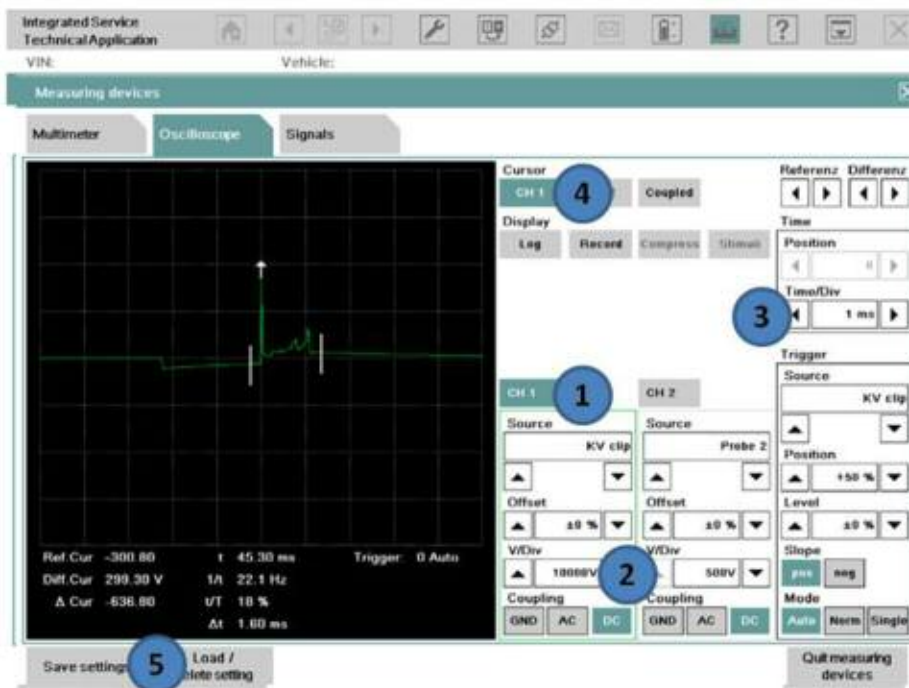 Integrated Service
Technical Application
VIN: Vehicle:
Measuring devices
Multimeter Oscilloscope Signals
Cursor Referenz Differenz
CH 1 4 Coupled
Display Time
Log Record Compress Stimuli Position
0
Time/Div
3 1 ms
Trigger
CH 1 1 CH 2 Source
Source Source KV clip
KV clip Probe 2
Position
+50 %
Offset Offset Level
±0 % ±0 % ±0 %
V/Div 2 V/Div Slope
10000V 500V pos neg
Coupling Coupling Mode
GND AC DC GND AC DC Auto Norm Single
Ref.Cur -300.80 t 45.30 ms Trigger: 0 Auto
Diff.Cur 299.30 V 1/t 22.1 Hz
Δ Cur -636.80 t/T 18 %
Δt 1.60 ms
Save settings 5 Load /
elete setting
Quit measuring
devices